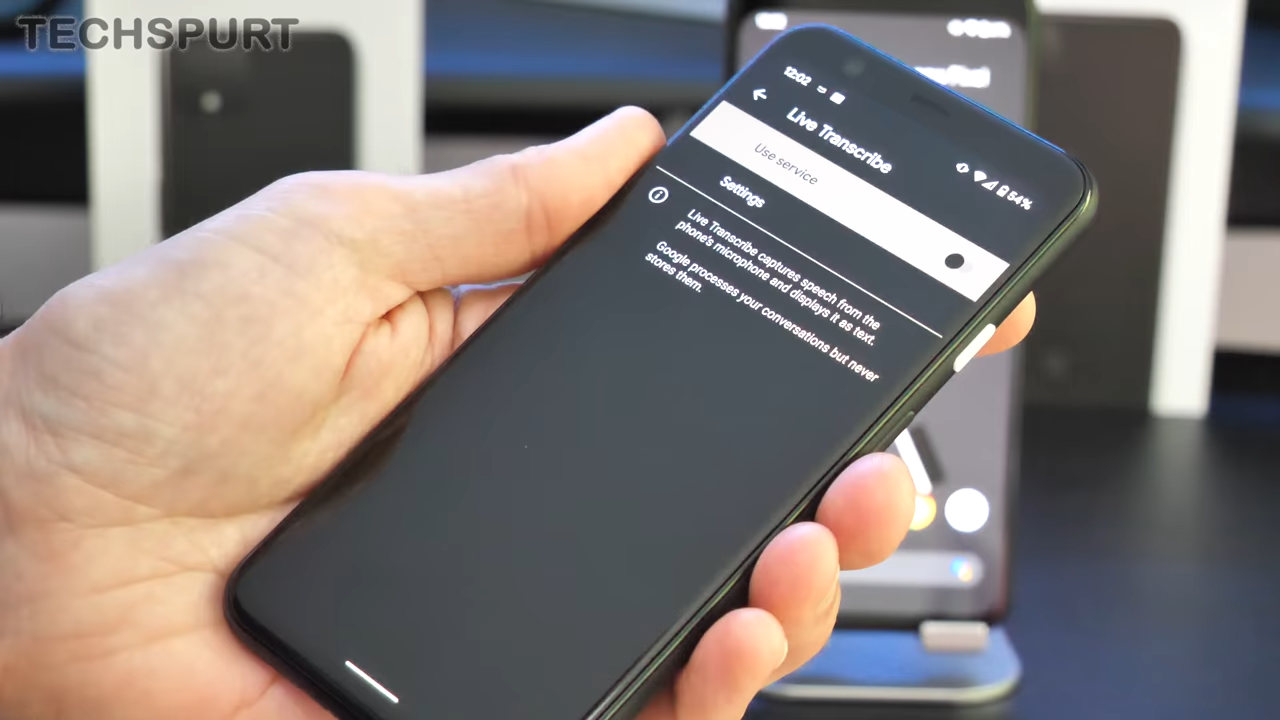 TECHSPURT
12:02
54%
Live Transcribe
Use service
Settings
Live Transcribe captures speech from the
phone's microphone and displays it as text.
Google processes your conversations but never
stores them.